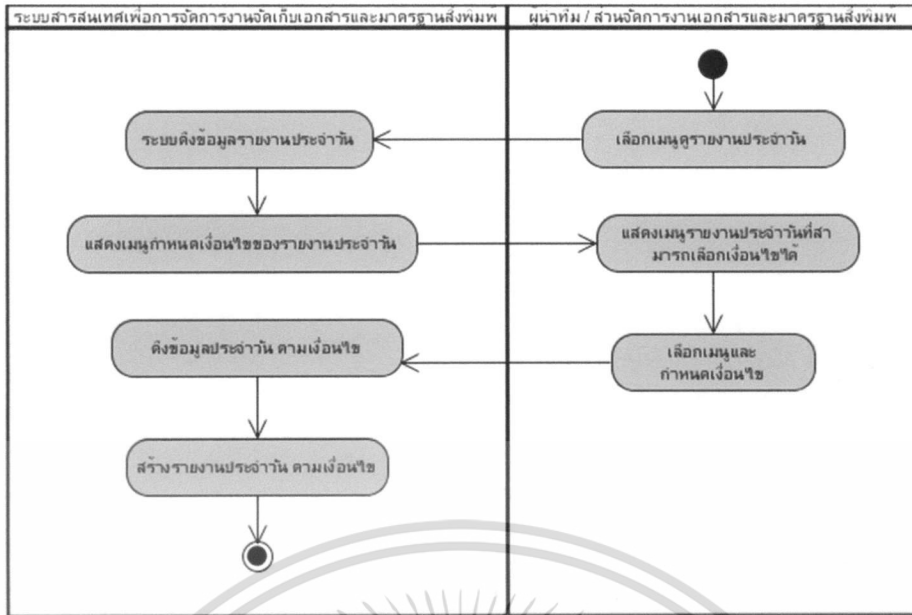 ระบบสารสนเทศเพื่อการจัดการงานจัดเก็บเอกสารและมาตรฐานสิ่งพิมพ์
ผู้นำทีม / ส่วนจัดการงานเอกสารและมาตรฐานสิ่งพิมพ์
เลือกเมนูดูรายงานประจำวัน
ระบบดึงข้อมูลรายงานประจำวัน
แสดงเมนูกำหนดเงื่อนไขของรายงานประจำวัน
แสดงเมนูรายงานประจำวันที่สา
มารถเลือกเงื่อนไขได้
เลือกเมนูและ
กำหนดเงื่อนไข
ดึงข้อมูลประจำวัน ตามเงื่อนไข
สร้างรายงานประจำวัน ตามเงื่อนไข